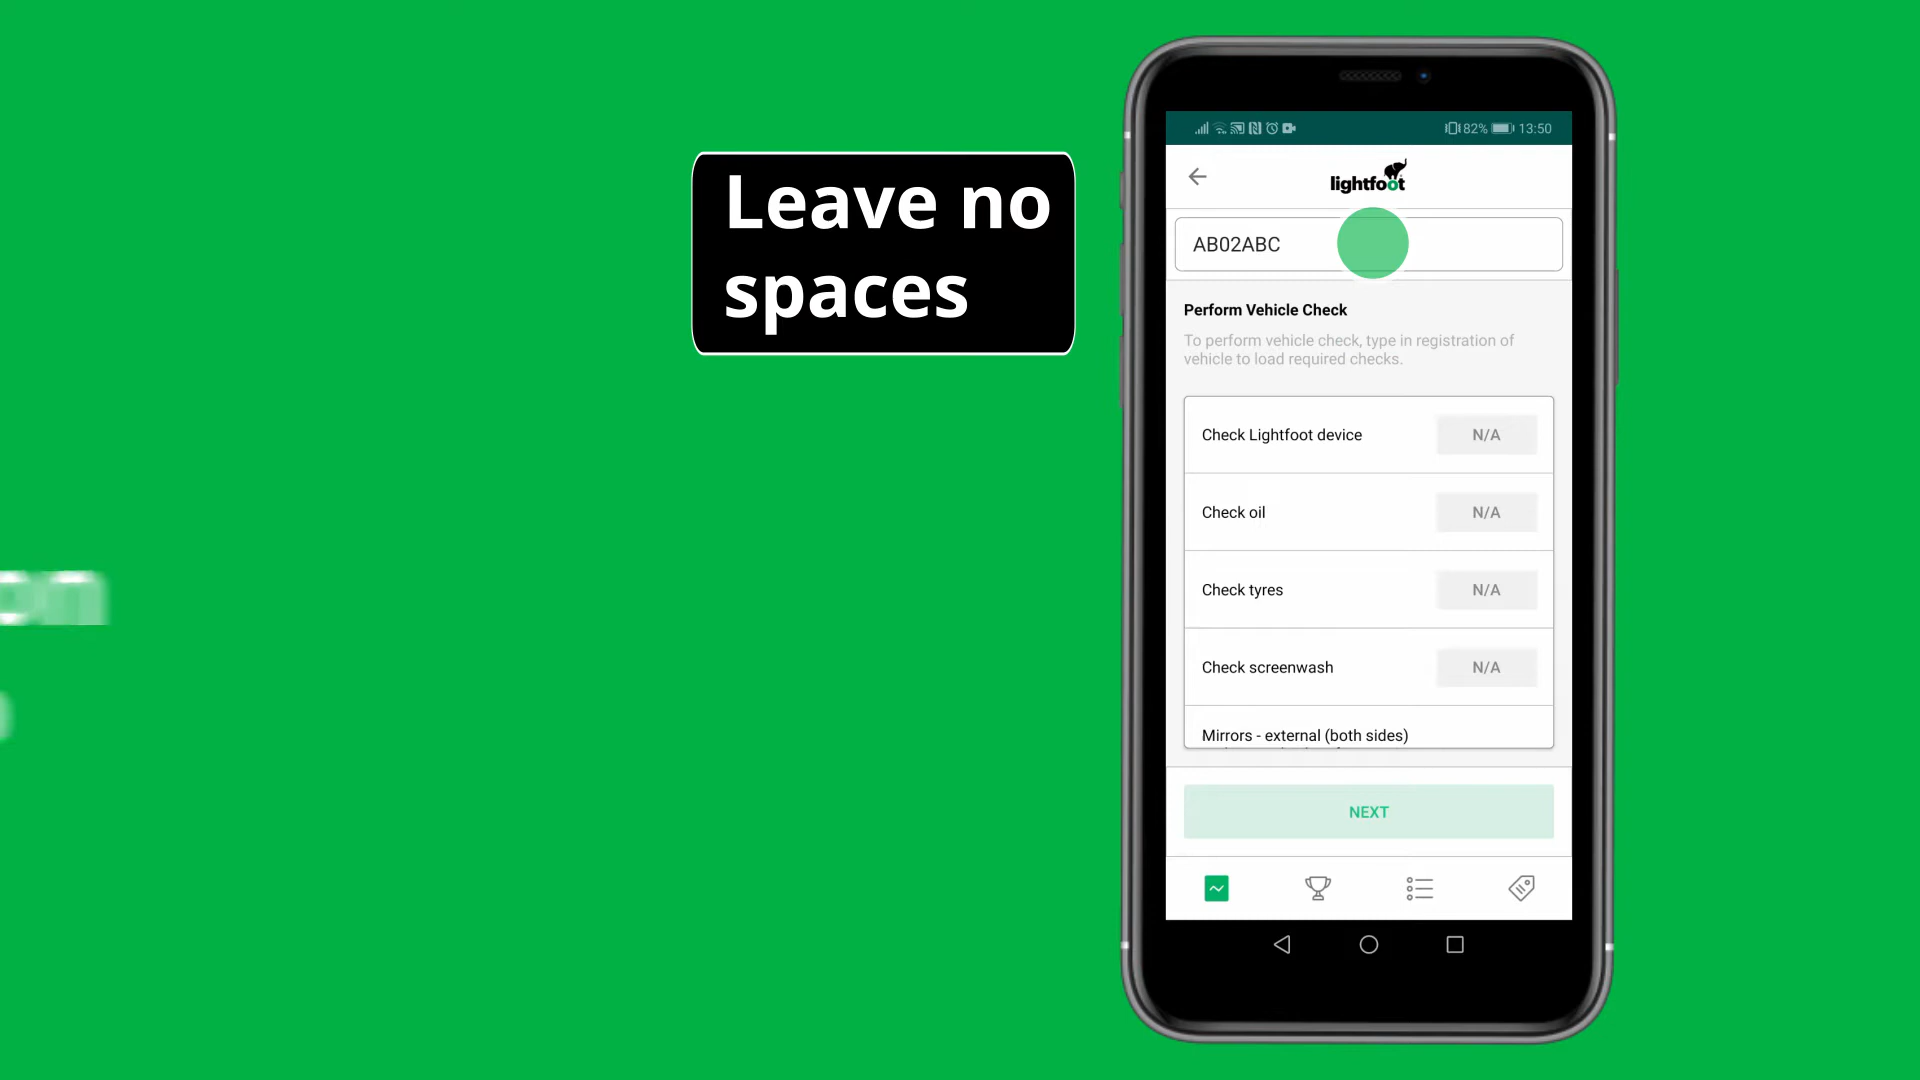 Leave no
spaces
82% 13:50
lightfoot
AB02ABC
Perform Vehicle Check
To perform vehicle check, type in registration of
vehicle to load required checks.
Check Lightfoot device N/A
Check oil N/A
Check tyres N/A
Check screenwash N/A
Mirrors - external (both sides)
NEXT